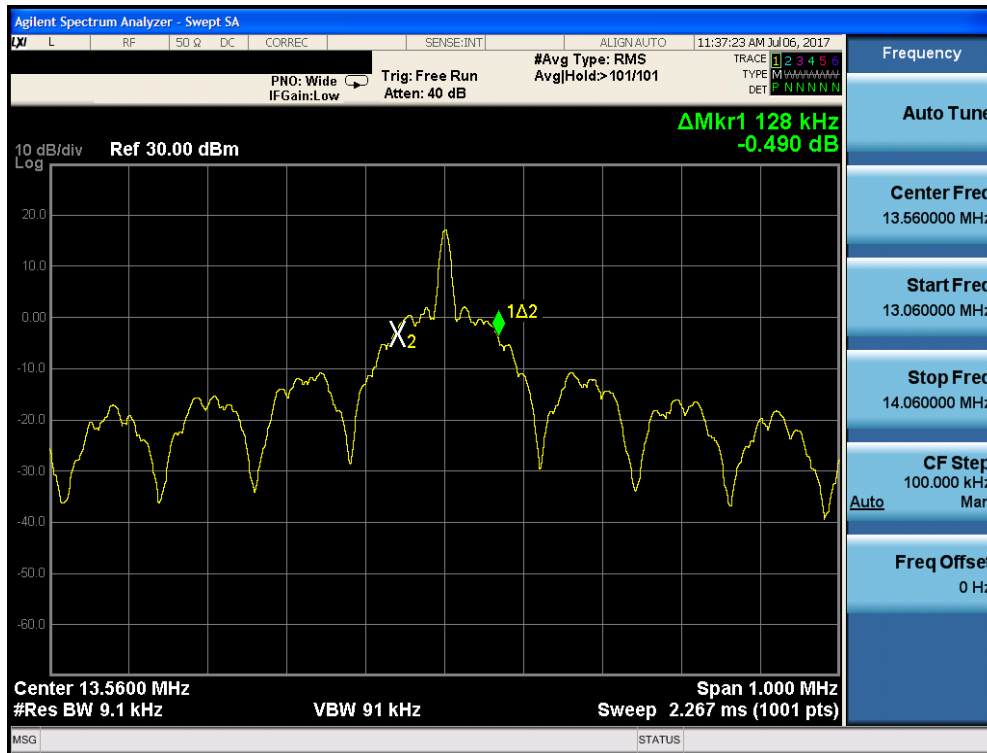 Agilent Spectrum Analyzer - Swept SA
LXI L RF 50 Ω DC CORREC SENSE:INT ALIGN AUTO 11:37:23 AM Jul 06, 2017
Frequency
PNO: Wide Trig: Free Run #Avg Type: RMS TRACE 1 2 3 4 5 6
IFGain:Low Atten: 40 dB Avg|Hold:> 101/101 TYPE M
DET P N N N N N
Auto Tune
ΔMkr1 128 kHz
-0.490 dB
10 dB/div Ref 30.00 dBm
Log
20.0
10.0
0.00
-10.0
-20.0
-30.0
-40.0
-50.0
-60.0
1Δ2
2
Center Freq
13.560000 MHz
Start Freq
13.060000 MHz
Stop Freq
14.060000 MHz
CF Step
100.000 kHz
Auto Man
Freq Offset
0 Hz
Center 13.5600 MHz Span 1.000 MHz
#Res BW 9.1 kHz VBW 91 kHz Sweep 2.267 ms (1001 pts)
MSG STATUS